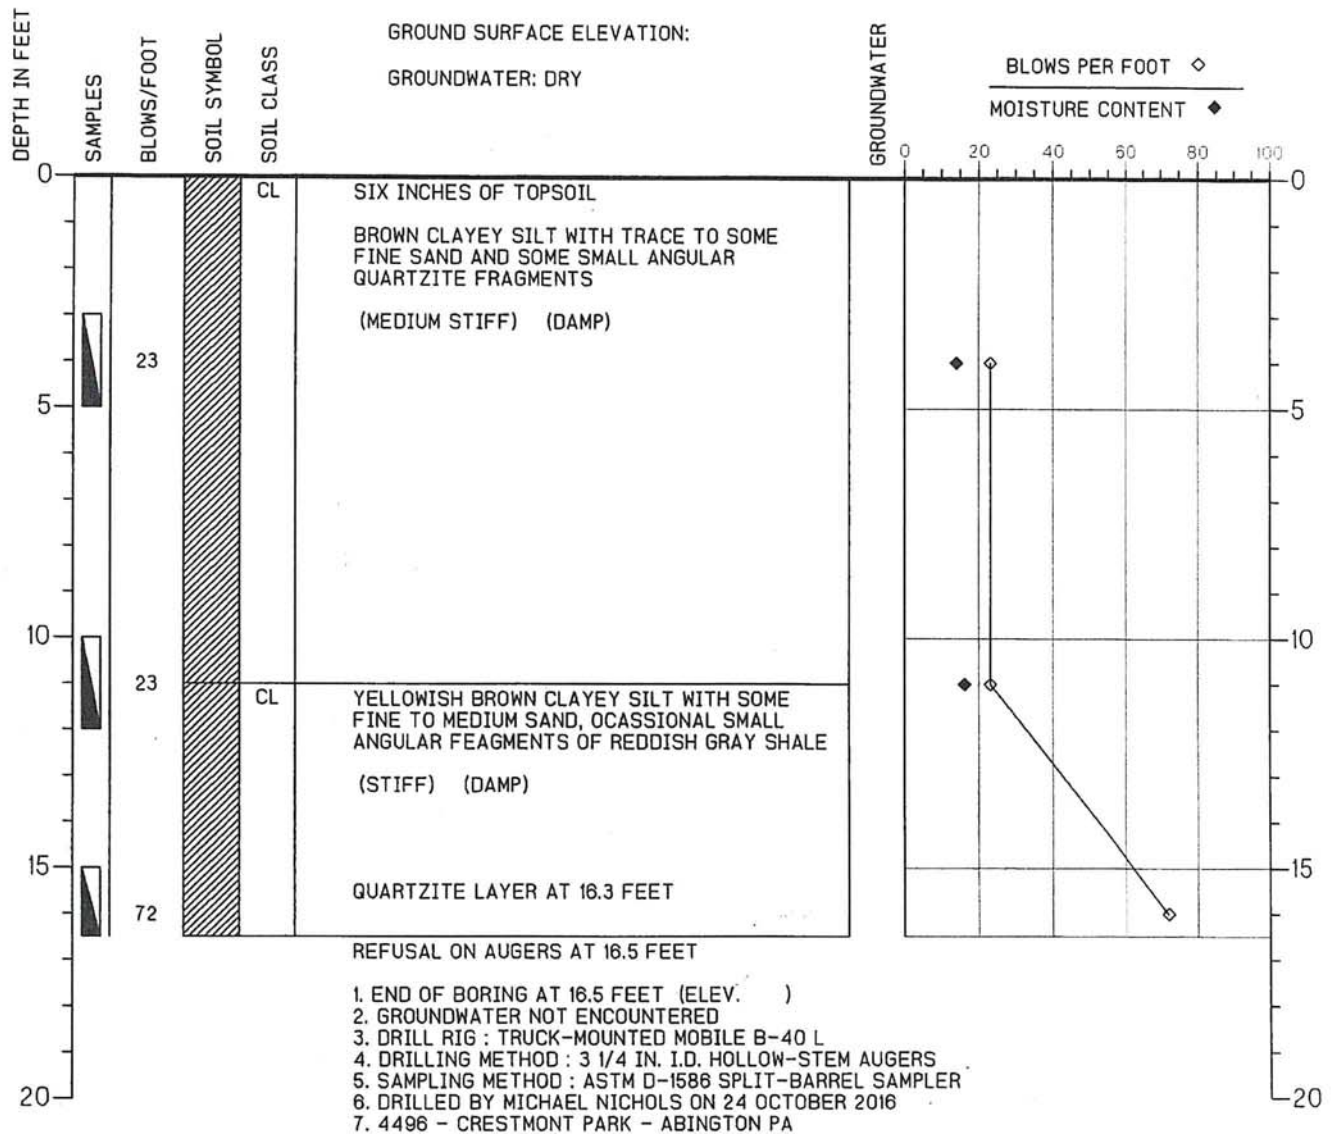 DEPTH IN FEET
SAMPLES
BLOWS/FOOT
SOIL SYMBOL
SOIL CLASS
GROUND SURFACE ELEVATION:
GROUNDWATER: DRY
GROUNDWATER
BLOWS PER FOOT
MOISTURE CONTENT
0 20 40 60 80 100
0
CL
SIX INCHES OF TOPSOIL
0
BROWN CLAYEY SILT WITH TRACE TO SOME
FINE SAND AND SOME SMALL ANGULAR
QUARTZITE FRAGMENTS
(MEDIUM STIFF) (DAMP)
23
5
5
10
10
23
CL
YELLOWISH BROWN CLAYEY SILT WITH SOME
FINE TO MEDIUM SAND, OCASSIONAL SMALL
ANGULAR FEAGMENTS OF REDDISH GRAY SHALE
(STIFF) (DAMP)
15
15
QUARTZITE LAYER AT 16.3 FEET
72
REFUSAL ON AUGERS AT 16.5 FEET
1. END OF BORING AT 16.5 FEET (ELEV. )
2. GROUNDWATER NOT ENCOUNTERED
3. DRILL RIG : TRUCK-MOUNTED MOBILE B-40 L
4. DRILLING METHOD : 3 1/4 IN. I.D. HOLLOW-STEM AUGERS
5. SAMPLING METHOD : ASTM D-1586 SPLIT-BARREL SAMPLER
6. DRILLED BY MICHAEL NICHOLS ON 24 OCTOBER 2016
7. 4496 - CRESTMONT PARK - ABINGTON PA
20
20